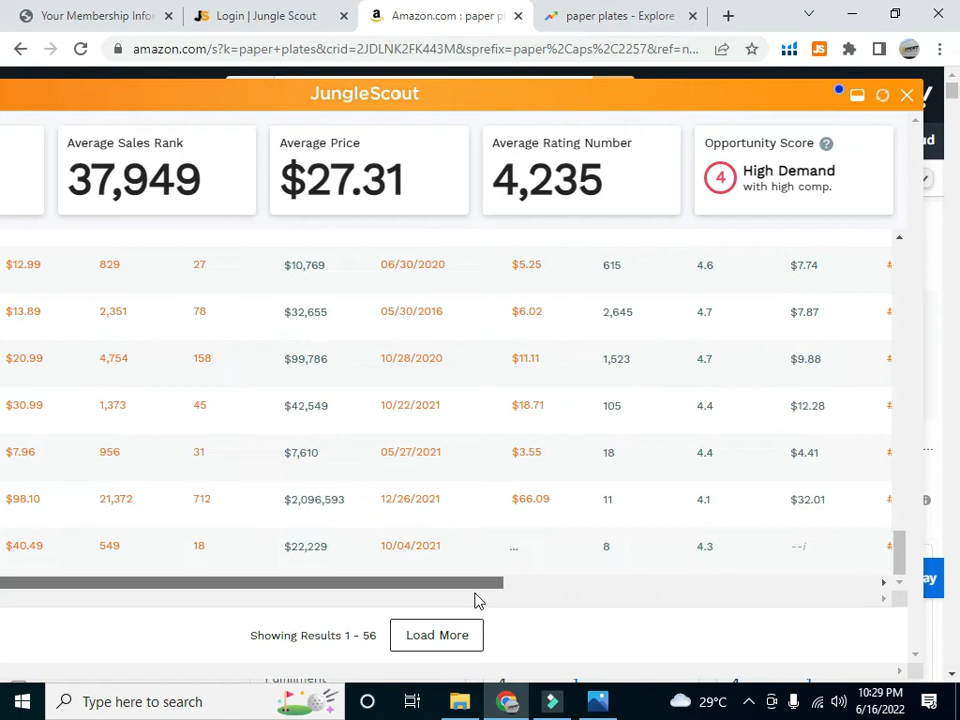 Your Membership Info
Login | Jungle Scout
Amazon.com : paper p
paper plates - Explore
amazon.com/s?k=paper+plates&crid=2JDLNK2FK443M&sprefix=paper%2Caps%2C2257&ref=n...
JungleScout
Average Sales Rank
37,949
Average Price
$27.31
Average Rating Number
4,235
Opportunity Score ?
4
High Demand
with high comp.
$12.99 829 27 $10,769 06/30/2020 $5.25 615 4.6 $7.74 #
$13.89 2,351 78 $32,655 05/30/2016 $6.02 2,645 4.7 $7.87 #
$20.99 4,754 158 $99,786 10/28/2020 $11.11 1,523 4.7 $9.88 #
$30.99 1,373 45 $42,549 10/22/2021 $18.71 105 4.4 $12.28 #
$7.96 956 31 $7,610 05/27/2021 $3.55 18 4.4 $4.41 #
$98.10 21,372 712 $2,096,593 12/26/2021 $66.09 11 4.1 $32.01 #
$40.49 549 18 $22,229 10/04/2021 ... 8 4.3 --i #
Showing Results 1 - 56
Load More
ay
Type here to search
29°C
10:29 PM
6/16/2022